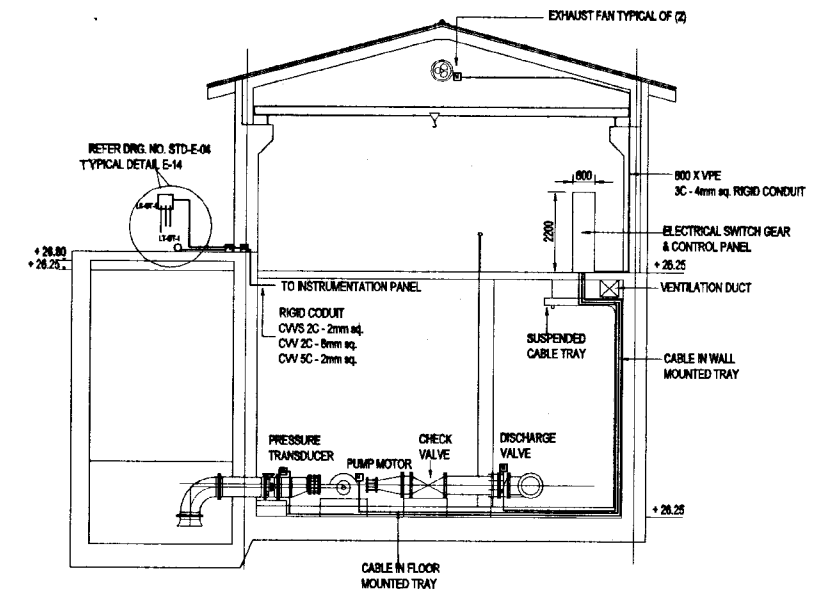 EXHAUST FAN TYPICAL OF (2)
REFER DRG. NO. STD-E-04
TYPICAL DETAIL E-14
600
600 X VPE
3C - 4mm sq. RIGID CONDUIT
LT-ST-I
2200
ELECTRICAL SWITCH GEAR
& CONTROL PANEL
+ 26.80
+ 26.25
+ 26.25
TO INSTRUMENTATION PANEL
VENTILATION DUCT
RIGID CODUIT
CVVS 2C - 2mm sq.
CVV 2C - 6mm sq.
CVV 5C - 2mm sq.
SUSPENDED
CABLE TRAY
CABLE IN WALL
MOUNTED TRAY
PRESSURE
TRANSDUCER
PUMP MOTOR
CHECK
VALVE
DISCHARGE
VALVE
+ 26.25
CABLE IN FLOOR
MOUNTED TRAY